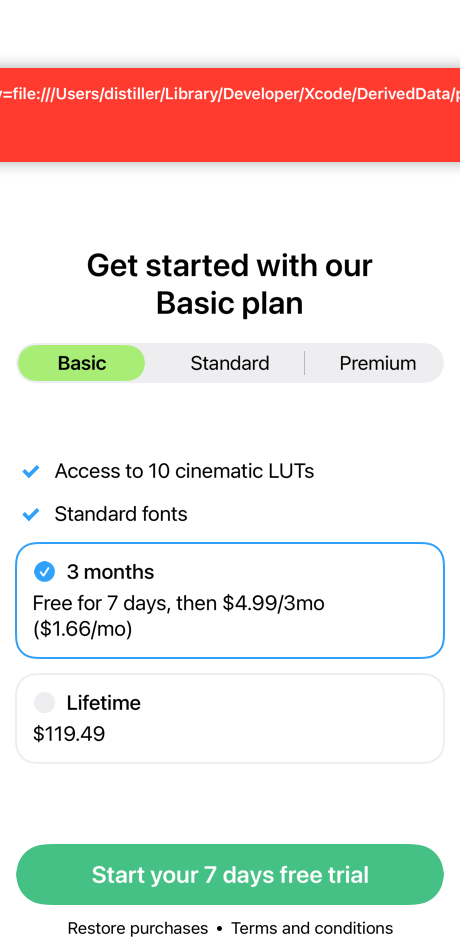 =file:///Users/distiller/Library/Developer/Xcode/DerivedData/
Get started with our
Basic plan
Basic Standard Premium
Access to 10 cinematic LUTs
Standard fonts
3 months
Free for 7 days, then $4.99/3mo
($1.66/mo)
Lifetime
$119.49
Start your 7 days free trial
Restore purchases • Terms and conditions